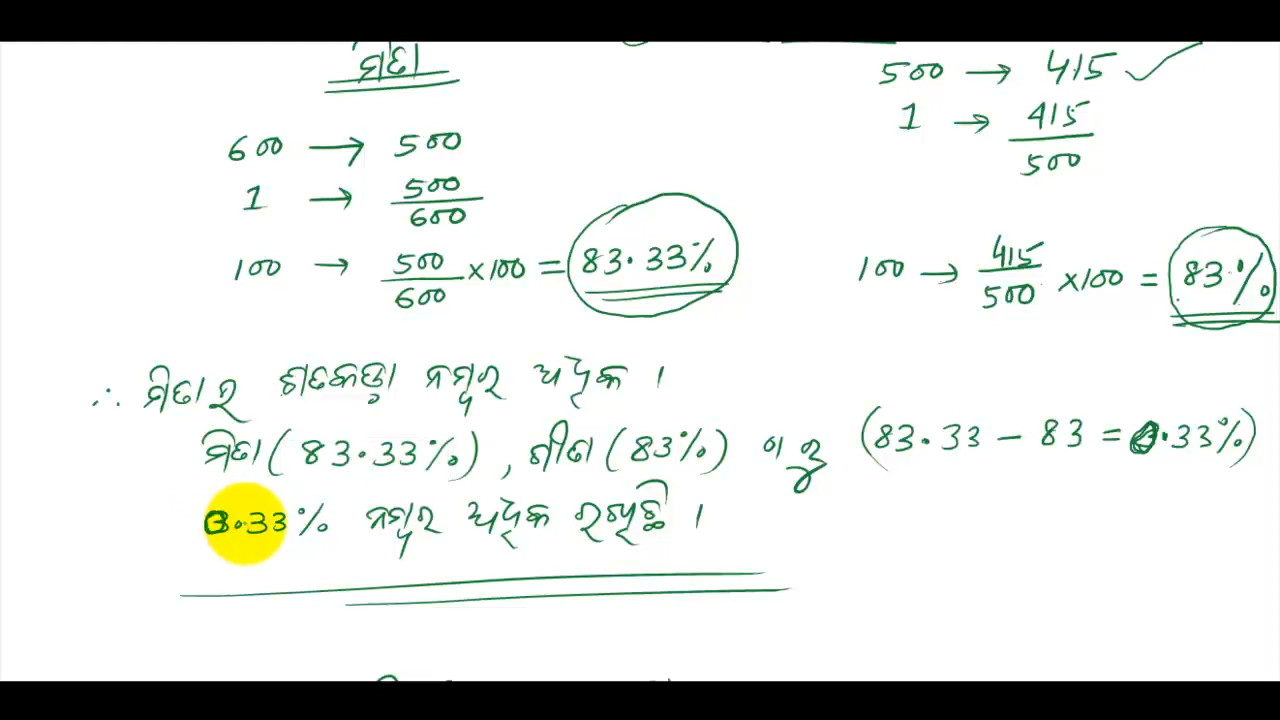 ମିତା
600 → 500
1 → 500/600
100 → 500/600 × 100 = 83.33%
500 → 415 ✓
1 → 415/500
100 → 415/500 × 100 = 83%
∴ ମିତାର ଶତକଡ଼ା ନମ୍ବର ଅଧିକ ।
ମିତା (83.33%) , ଗୀତା (83%) ଠାରୁ (83.33 – 83 = 0.33%)
0.33% ନମ୍ବର ଅଧିକ ରଖିଛି ।